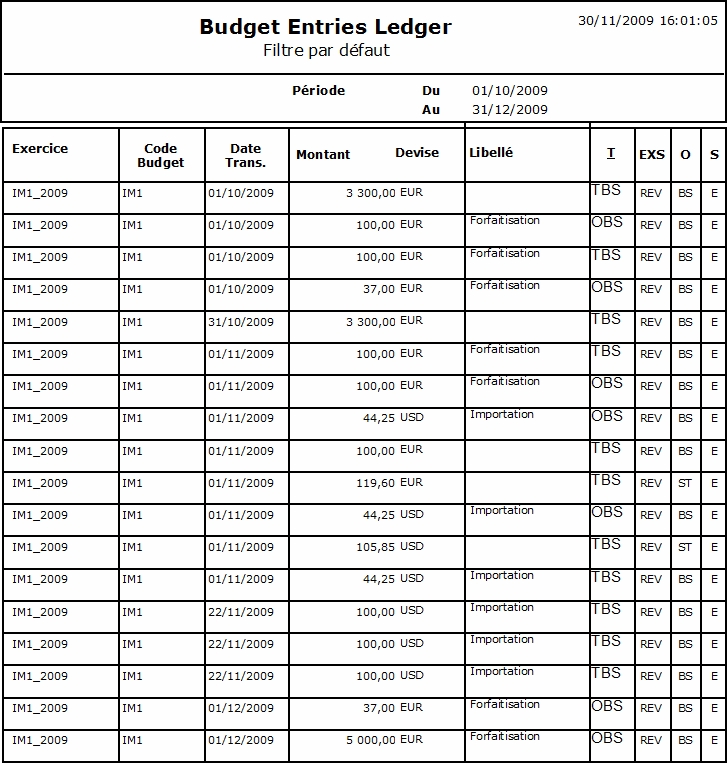 Budget Entries Ledger
30/11/2009 16:01:05
Filtre par défaut
Période Du 01/10/2009
Au 31/12/2009
Exercice Code Budget Date Trans. Montant Devise Libellé T EXS O S
IM1_2009 IM1 01/10/2009 3 300,00 EUR TBS REV BS E
IM1_2009 IM1 01/10/2009 100,00 EUR Forfaitisation OBS REV BS E
IM1_2009 IM1 01/10/2009 100,00 EUR Forfaitisation TBS REV BS E
IM1_2009 IM1 01/10/2009 37,00 EUR Forfaitisation OBS REV BS E
IM1_2009 IM1 31/10/2009 3 300,00 EUR TBS REV BS E
IM1_2009 IM1 01/11/2009 100,00 EUR Forfaitisation TBS REV BS E
IM1_2009 IM1 01/11/2009 100,00 EUR Forfaitisation OBS REV BS E
IM1_2009 IM1 01/11/2009 44,25 USD Importation OBS REV BS E
IM1_2009 IM1 01/11/2009 100,00 EUR TBS REV BS E
IM1_2009 IM1 01/11/2009 119,60 EUR TBS REV ST E
IM1_2009 IM1 01/11/2009 44,25 USD Importation OBS REV BS E
IM1_2009 IM1 01/11/2009 105,85 USD TBS REV ST E
IM1_2009 IM1 01/11/2009 44,25 USD Importation TBS REV BS E
IM1_2009 IM1 22/11/2009 100,00 USD Importation TBS REV BS E
IM1_2009 IM1 22/11/2009 100,00 USD Importation TBS REV BS E
IM1_2009 IM1 22/11/2009 100,00 USD Importation TBS REV BS E
IM1_2009 IM1 01/12/2009 37,00 EUR Forfaitisation OBS REV BS E
IM1_2009 IM1 01/12/2009 5 000,00 EUR Forfaitisation OBS REV BS E